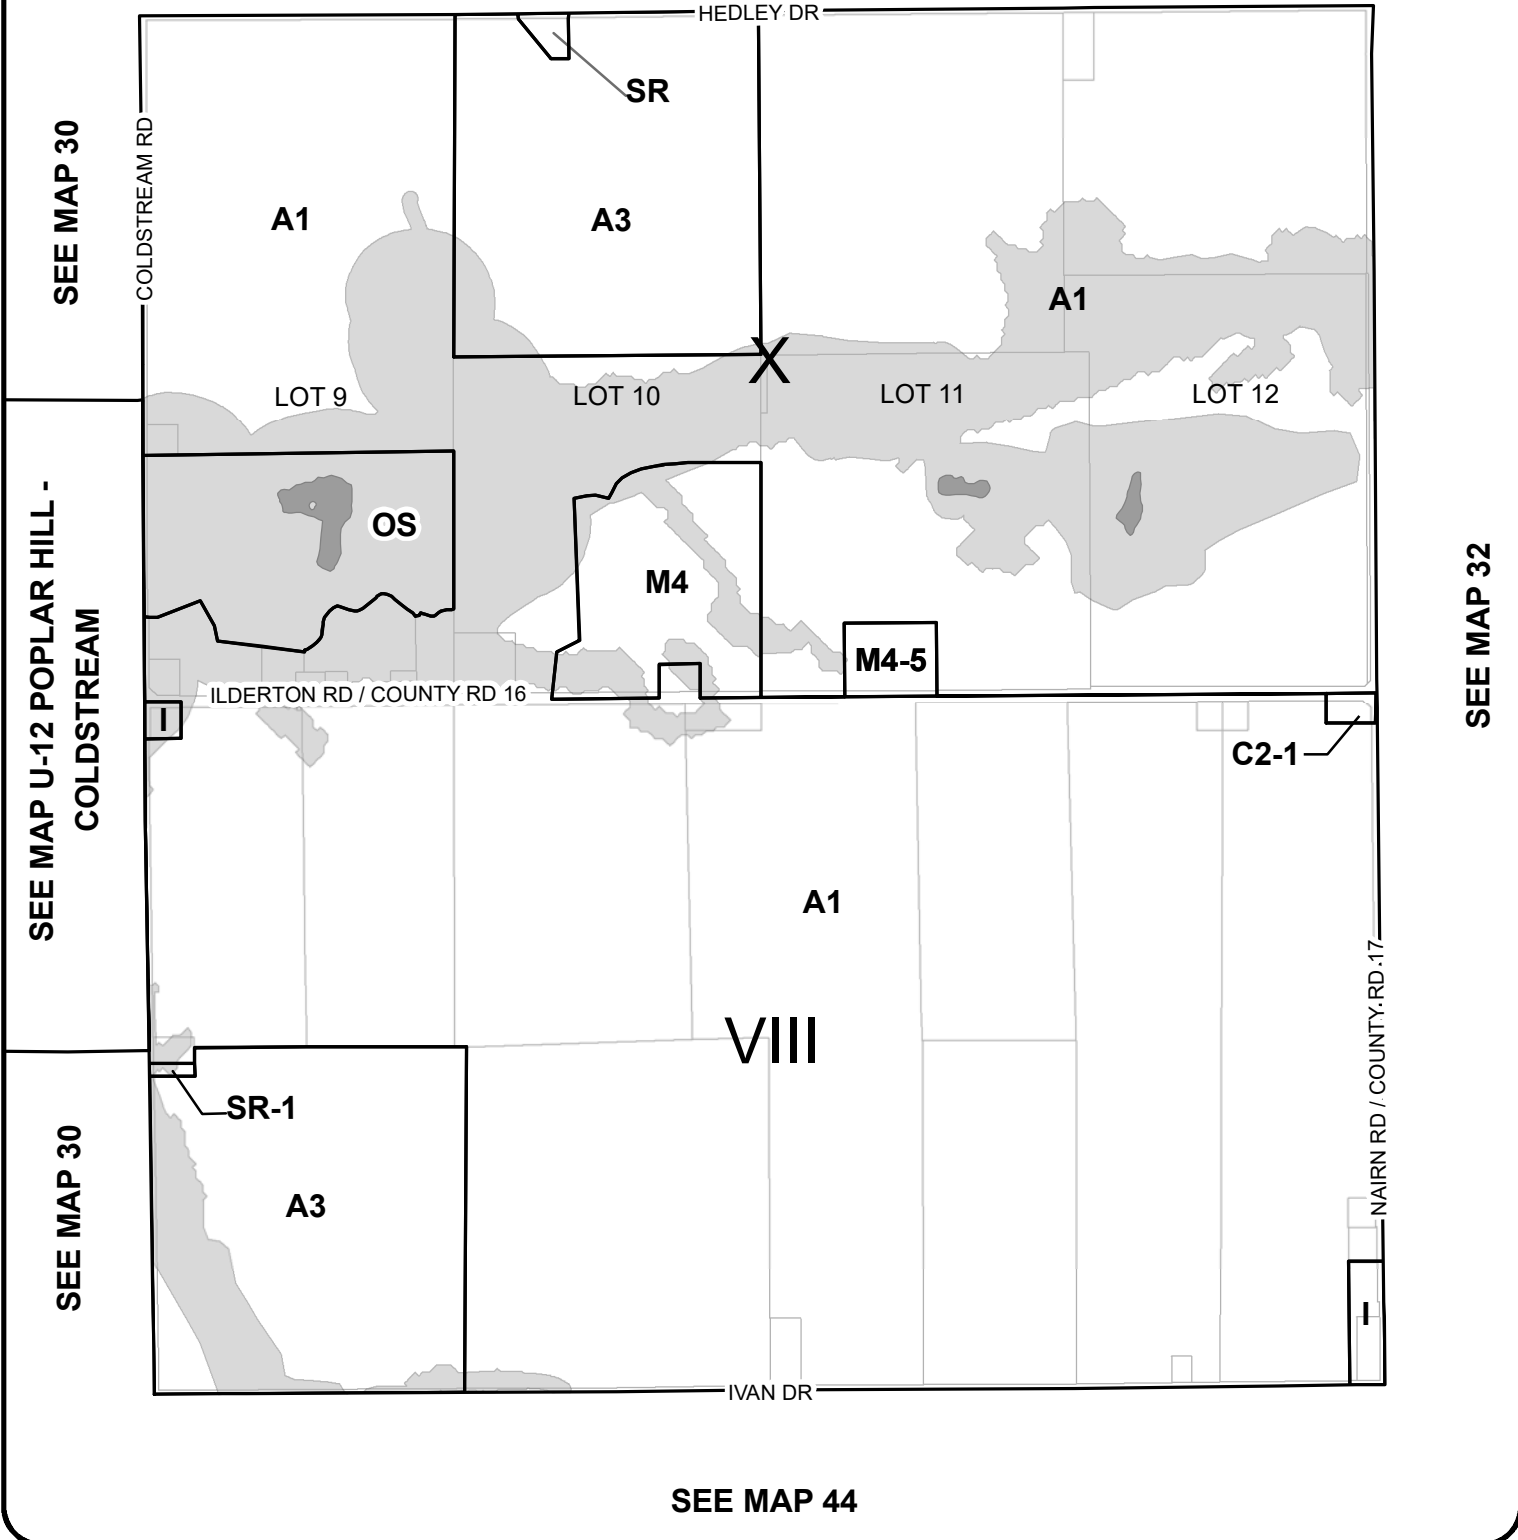 HEDLEY DR
SR
SEE MAP 30
COLDSTREAM RD
A1
A3
A1
X
LOT 9
LOT 10
LOT 11
LOT 12
OS
M4
M4-5
SEE MAP U-12 POPLAR HILL -
COLDSTREAM
SEE MAP 32
ILDERTON RD / COUNTY RD 16
I
C2-1
A1
VIII
NAIRN RD / COUNTY RD 17
SR-1
SEE MAP 30
A3
I
IVAN DR
SEE MAP 44